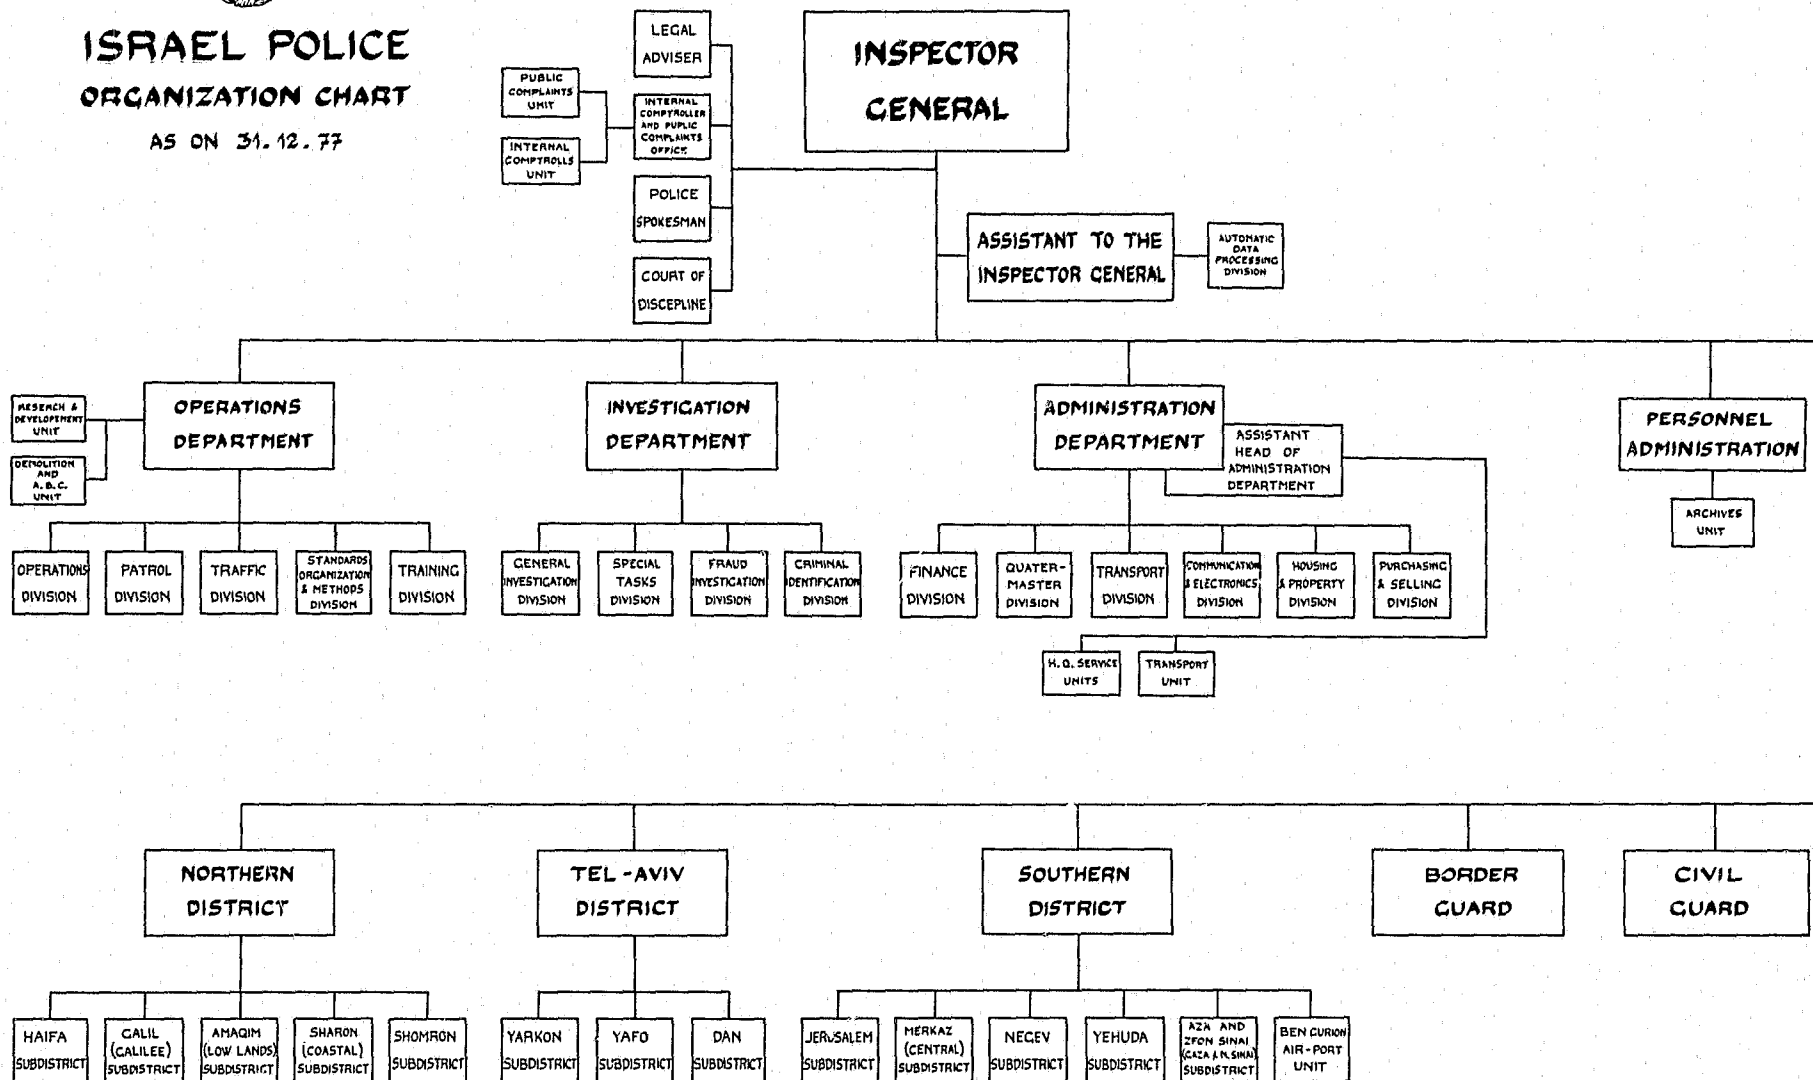 ISRAEL POLICE
ORGANIZATION CHART
AS ON 31.12.77
LEGAL
ADVISER
INSPECTOR
GENERAL
PUBLIC
COMPLAINTS
UNIT
INTERNAL
COMPTROLLER
AND PUBLIC
COMPLAINTS
OFFICE
INTERNAL
COMPTROLLS
UNIT
POLICE
SPOKESMAN
COURT OF
DISCEPLINE
ASSISTANT TO THE
INSPECTOR GENERAL
AUTOMATIC
DATA
PROCESSING
DIVISION
RESERCH &
DEVELOPEMENT
UNIT
DEMOLITION
AND
A.B.C.
UNIT
OPERATIONS
DEPARTMENT
INVESTIGATION
DEPARTMENT
ADMINISTRATION
DEPARTMENT
ASSISTANT
HEAD OF
ADMINISTRATION
DEPARTMENT
PERSONNEL
ADMINISTRATION
ARCHIVES
UNIT
OPERATIONS
DIVISION
PATROL
DIVISION
TRAFFIC
DIVISION
STANDARDS
ORGANIZATION
& METHODS
DIVISION
TRAINING
DIVISION
GENERAL
INVESTIGATION
DIVISION
SPECIAL
TASKS
DIVISION
FRAUD
INVESTIGATION
DIVISION
CRIMINAL
IDENTIFICATION
DIVISION
FINANCE
DIVISION
QUATER-
MASTER
DIVISION
TRANSPORT
DIVISION
COMMUNICATION
& ELECTRONICS
DIVISION
HOUSING
& PROPERTY
DIVISION
PURCHASING
& SELLING
DIVISION
H.Q. SERVICE
UNITS
TRANSPORT
UNIT
NORTHERN
DISTRICT
TEL-AVIV
DISTRICT
SOUTHERN
DISTRICT
BORDER
GUARD
CIVIL
GUARD
HAIFA
SUBDISTRICT
GALIL
(GALILEE)
SUBDISTRICT
AMAQIM
(LOW LANDS)
SUBDISTRICT
SHARON
(COASTAL)
SUBDISTRICT
SHOMRON
SUBDISTRICT
YARKON
SUBDISTRICT
YAFO
SUBDISTRICT
DAN
SUBDISTRICT
JERUSALEM
SUBDISTRICT
MERKAZ
(CENTRAL)
SUBDISTRICT
NEGEV
SUBDISTRICT
YEHUDA
SUBDISTRICT
AZA AND
ZFON SINAI
(GAZA & N. SINAI)
SUBDISTRICT
BEN GURION
AIR-PORT
UNIT